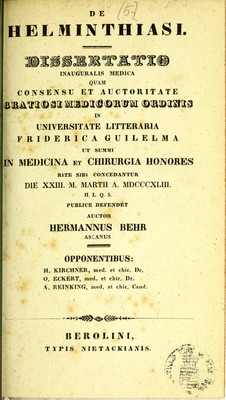 (5.)
DE
HELMINTHIASI.
DISSERTATIO
INAUGURALIS MEDICA
QUAM
CONSENSU ET AUCTORITATE
GRATIOSI MEDICORUM ORDINIS
IN
UNIVERSITATE LITTERARIA
FRIDERICA GUILELMA
UT SUMMI
IN MEDICINA ET CHIRURGIA HONORES
RITE SIBI CONCEDANTUR
DIE XXIII. M. MARTII A. MDCCCXLIII.
H. L. Q. S.
PUBLICE DEFENDET
AUCTOR
HERMANNUS BEHR
ASCANUS
OPPONENTIBUS:
H. KIRCHNER, med. et chir. Dr.
O. ECKERT, med. et chir. Dr.
A. REINKING, med. et chir. Cand.
BEROLINI,
TYPIS NIETACKIANIS.